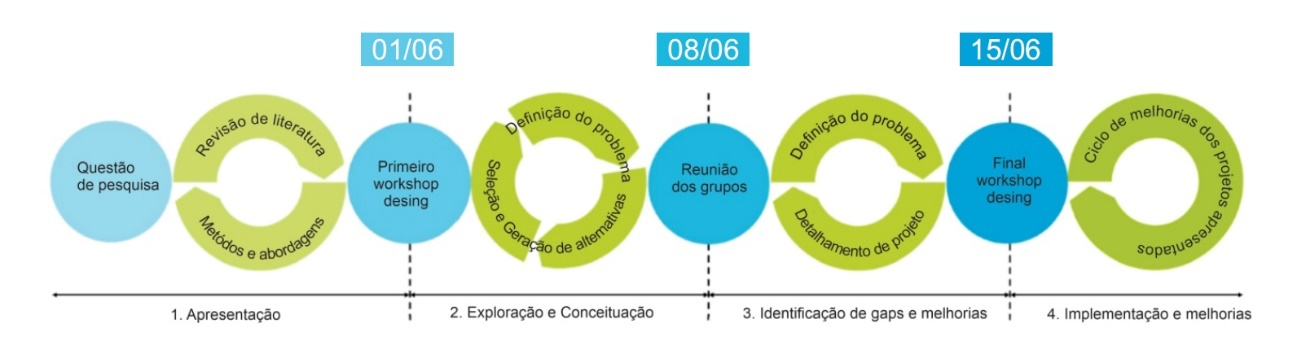 01/06
08/06
15/06
Questão
de pesquisa
Revisão de literatura
Metódos e abordagens
Primeiro
workshop
desing
Definição do problema
Seleção e Geração de alternativas
Reunião
dos grupos
Definição do problema
Detalhamento de projeto
Final
workshop
desing
Ciclo de melhorias dos projetos apresentados
1. Apresentação
2. Exploração e Conceituação
3. Identificação de gaps e melhorias
4. Implementação e melhorias